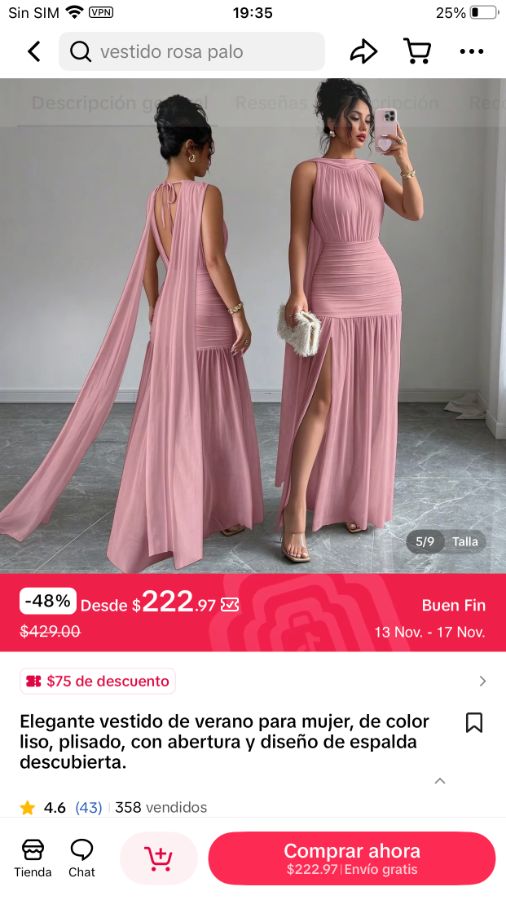 Sin SIM VPN 19:35 25%
vestido rosa palo
Descripción general Reseñas Descripción Rec
5/9 Talla
-48% Desde $222.97 Buen Fin
$429.00 13 Nov. - 17 Nov.
$75 de descuento
Elegante vestido de verano para mujer, de color
liso, plisado, con abertura y diseño de espalda
descubierta.
4.6 (43) 358 vendidos
Tienda Chat
Comprar ahora
$222.97 Envío gratis